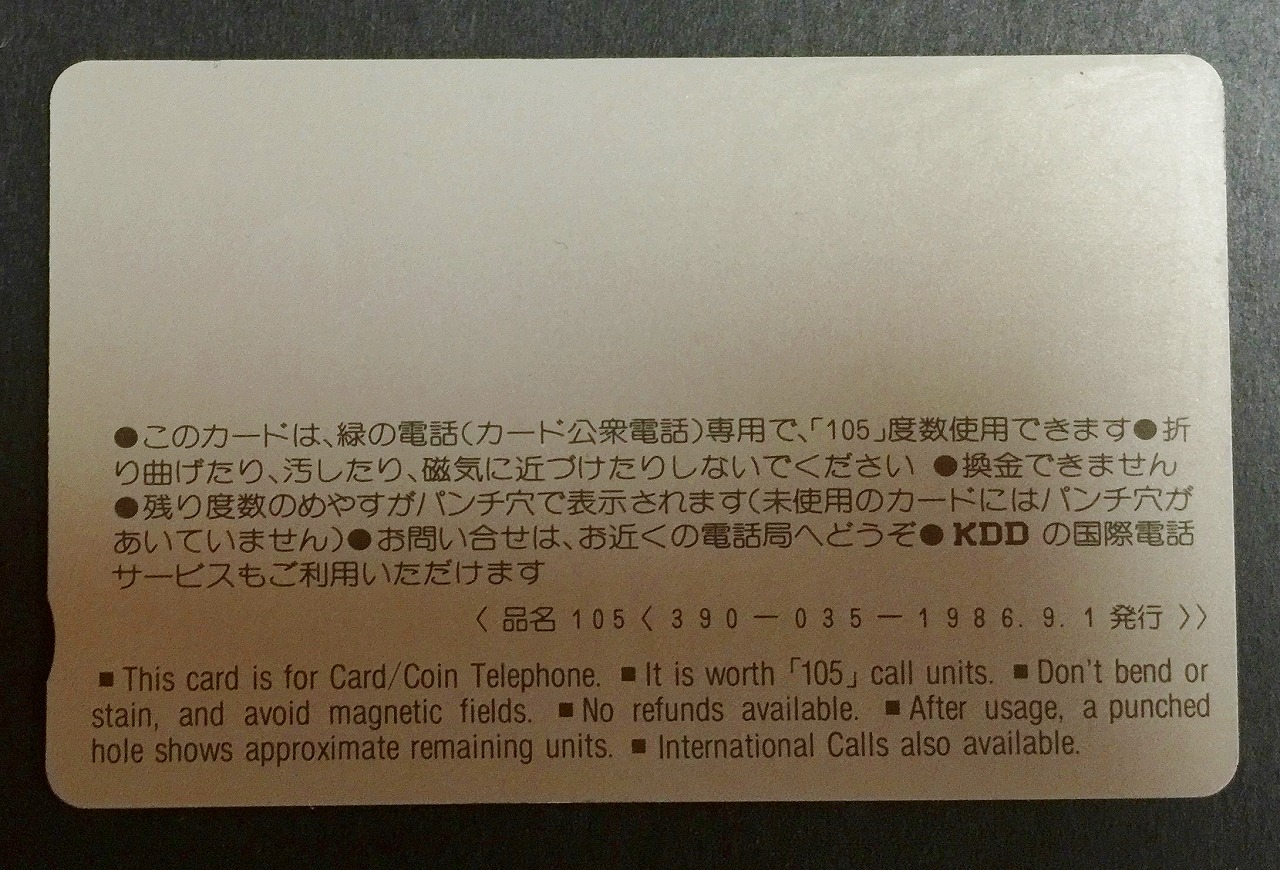 ●このカードは、緑の電話(カード公衆電話)専用で、「105」度数使用できます●折
り曲げたり、汚したり、磁気に近づけたりしないでください ●換金できません
●残り度数のめやすがパンチ穴で表示されます(未使用のカードにはパンチ穴が
あいていません)●お問い合せは、お近くの電話局へどうぞ● KDD の国際電話
サービスもご利用いただけます
〈 品名 105〈 390－035－1986.9.1 発行 〉〉
■ This card is for Card/Coin Telephone. ■ It is worth 「105」 call units. ■ Don't bend or
stain, and avoid magnetic fields. ■ No refunds available. ■ After usage, a punched
hole shows approximate remaining units. ■ International Calls also available.